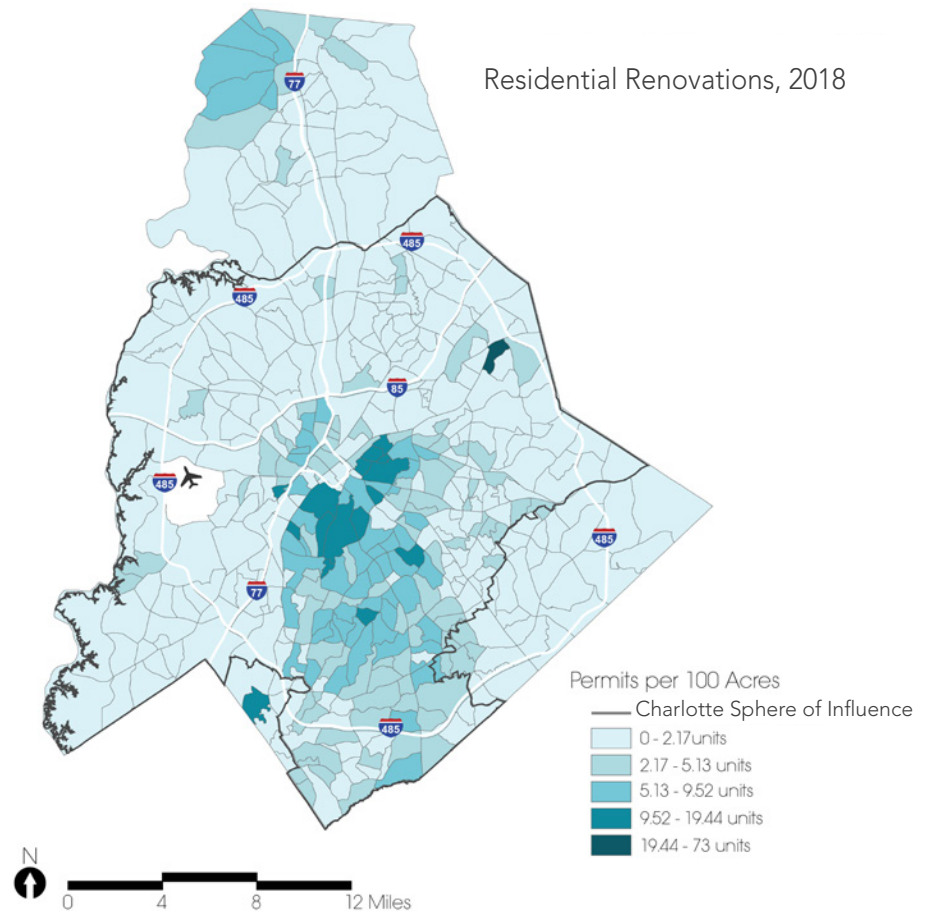 Residential Renovations, 2018
77
485
485
85
485
485
77
485
Permits per 100 Acres
Charlotte Sphere of Influence
0 - 2.17units
2.17 - 5.13 units
5.13 - 9.52 units
9.52 - 19.44 units
19.44 - 73 units
N
0 4 8 12 Miles